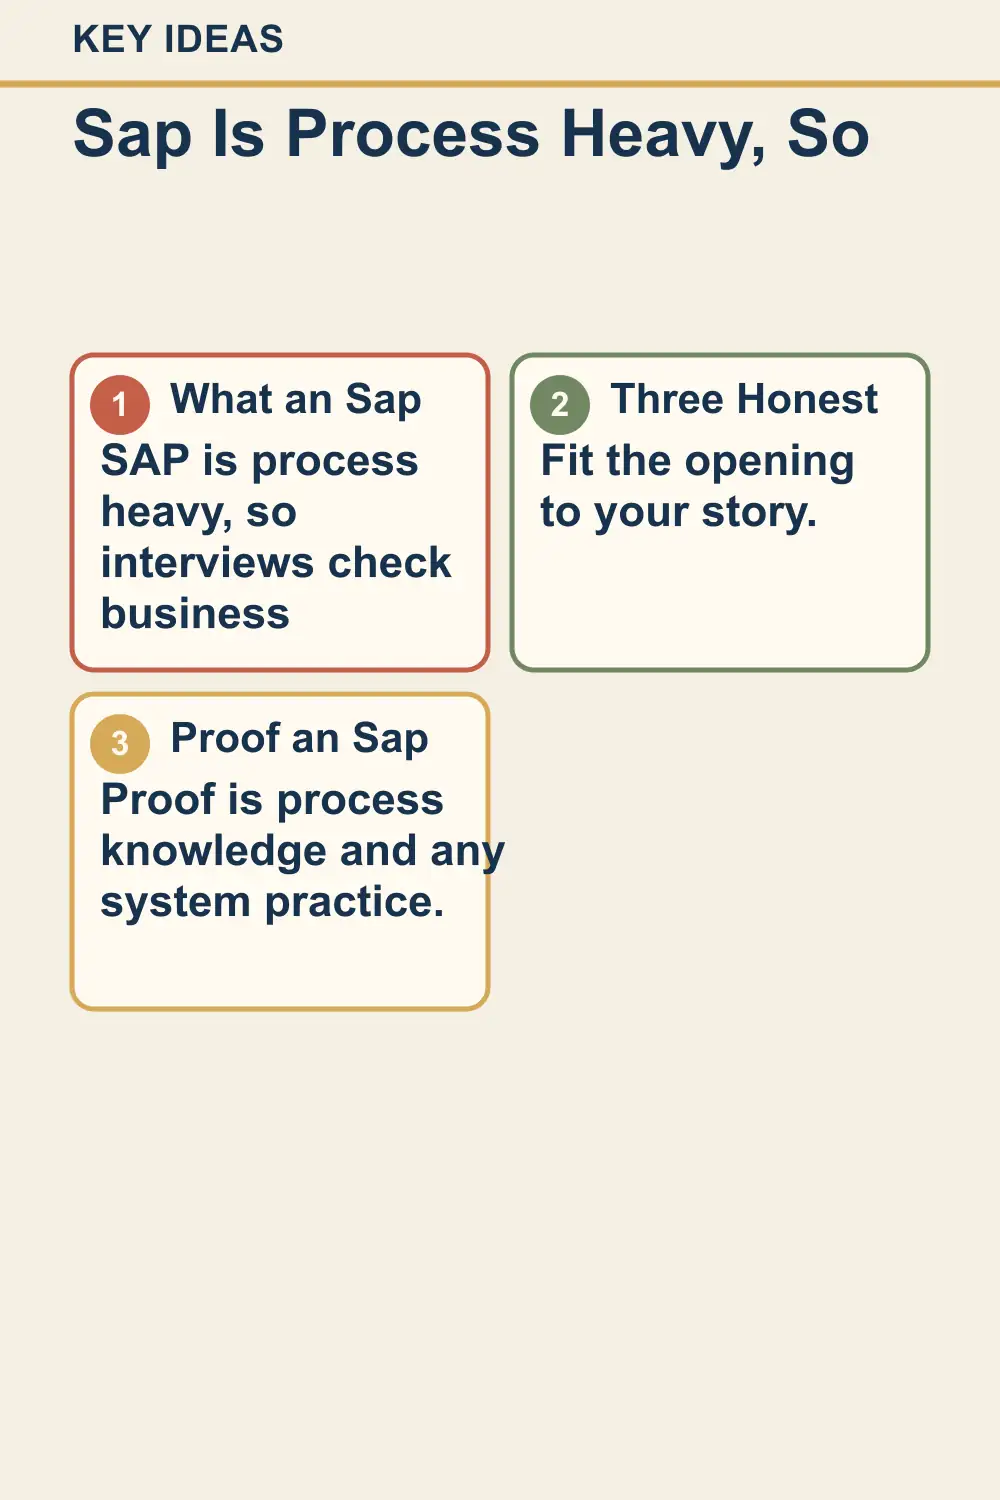 KEY IDEAS
Sap Is Process Heavy, So
1 What an Sap
SAP is process
heavy, so
interviews check
business
2 Three Honest
Fit the opening
to your story.
3 Proof an Sap
Proof is process
knowledge and any
system practice.